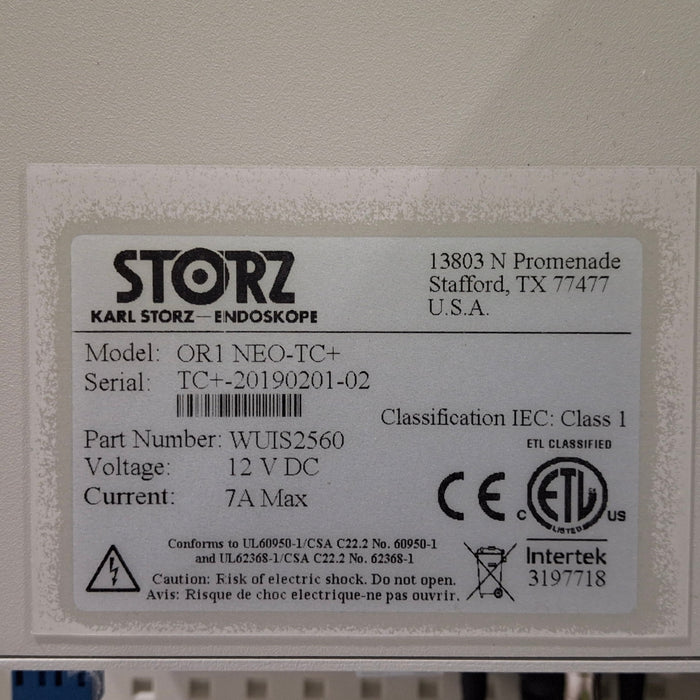 STORZ
KARL STORZ—ENDOSKOPE
13803 N Promenade
Stafford, TX 77477
U.S.A.
Model: OR1 NEO-TC+
Serial: TC+-20190201-02
Classification IEC: Class 1
Part Number: WUIS2560
Voltage: 12 V DC
Current: 7A Max
ETL CLASSIFIED
CE
c ETL US
LISTED
Intertek
3197718
Conforms to UL60950-1/CSA C22.2 No. 60950-1
and UL62368-1/CSA C22.2 No. 62368-1
Caution: Risk of electric shock. Do not open.
Avis: Risque de choc electrique-ne pas ouvrir.